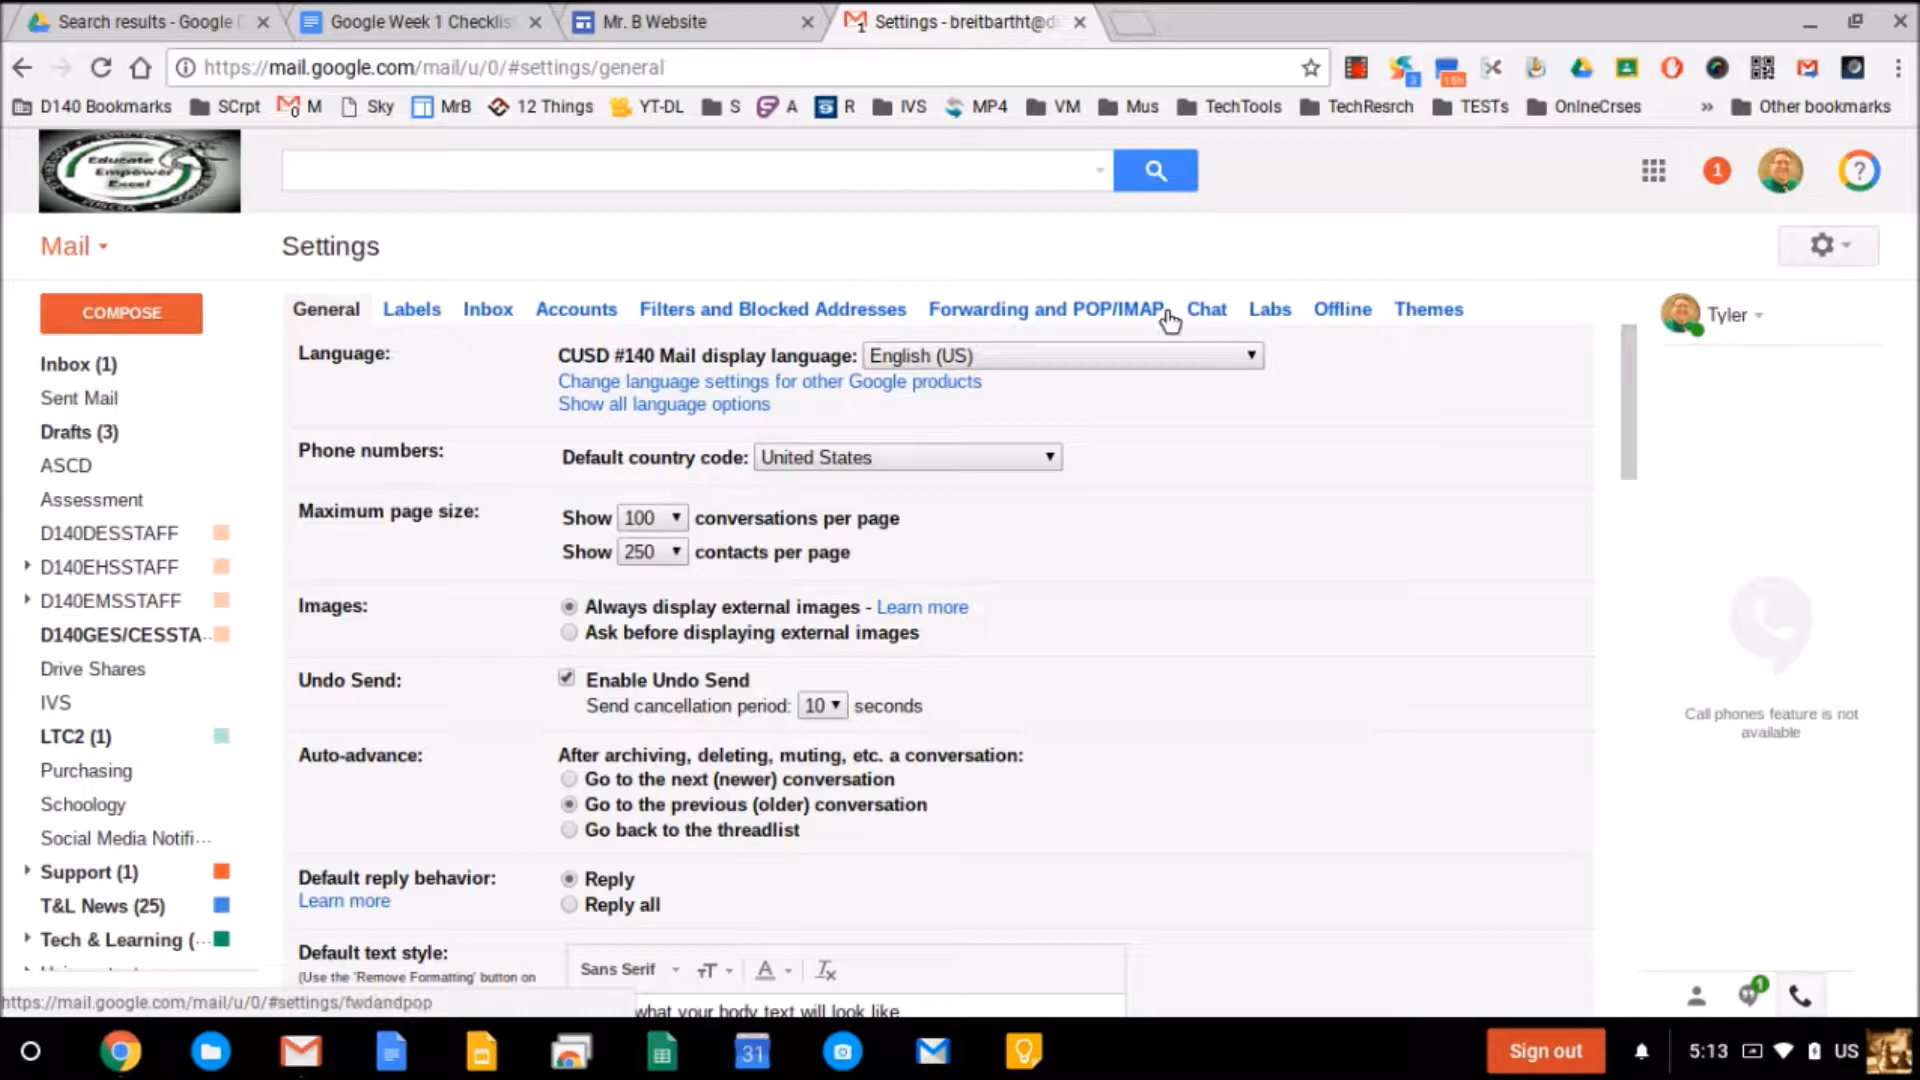 Search results - Google D
Google Week 1 Checklis
Mr. B Website
Settings - breitbartht@d
https://mail.google.com/mail/u/0/#settings/general
3
15h
D140 Bookmarks
SCrpt
M
Sky
MrB
12 Things
YT-DL
S
A
R
IVS
MP4
VM
Mus
TechTools
TechResrch
TESTs
OnlneCrses
»
Other bookmarks
Educate
Empower
Excel
1
?
Mail
Settings
COMPOSE
Inbox (1)
Sent Mail
Drafts (3)
ASCD
Assessment
D140DESSTAFF
D140EHSSTAFF
D140EMSSTAFF
D140GES/CESSTA...
Drive Shares
IVS
LTC2 (1)
Purchasing
Schoology
Social Media Notifi...
Support (1)
T&L News (25)
Tech & Learning (...
General
Labels
Inbox
Accounts
Filters and Blocked Addresses
Forwarding and POP/IMAP
Chat
Labs
Offline
Themes
Language:
CUSD #140 Mail display language: English (US)
Change language settings for other Google products
Show all language options
Phone numbers:
Default country code: United States
Maximum page size:
Show 100 conversations per page
Show 250 contacts per page
Images:
Always display external images - Learn more
Ask before displaying external images
Undo Send:
Enable Undo Send
Send cancellation period: 10 seconds
Auto-advance:
After archiving, deleting, muting, etc. a conversation:
Go to the next (newer) conversation
Go to the previous (older) conversation
Go back to the threadlist
Default reply behavior:
Learn more
Reply
Reply all
Default text style:
(Use the 'Remove Formatting' button on
Sans Serif
what your body text will look like
Tyler
Call phones feature is not
available
1
https://mail.google.com/mail/u/0/#settings/fwdandpop
31
Sign out
5:13
US